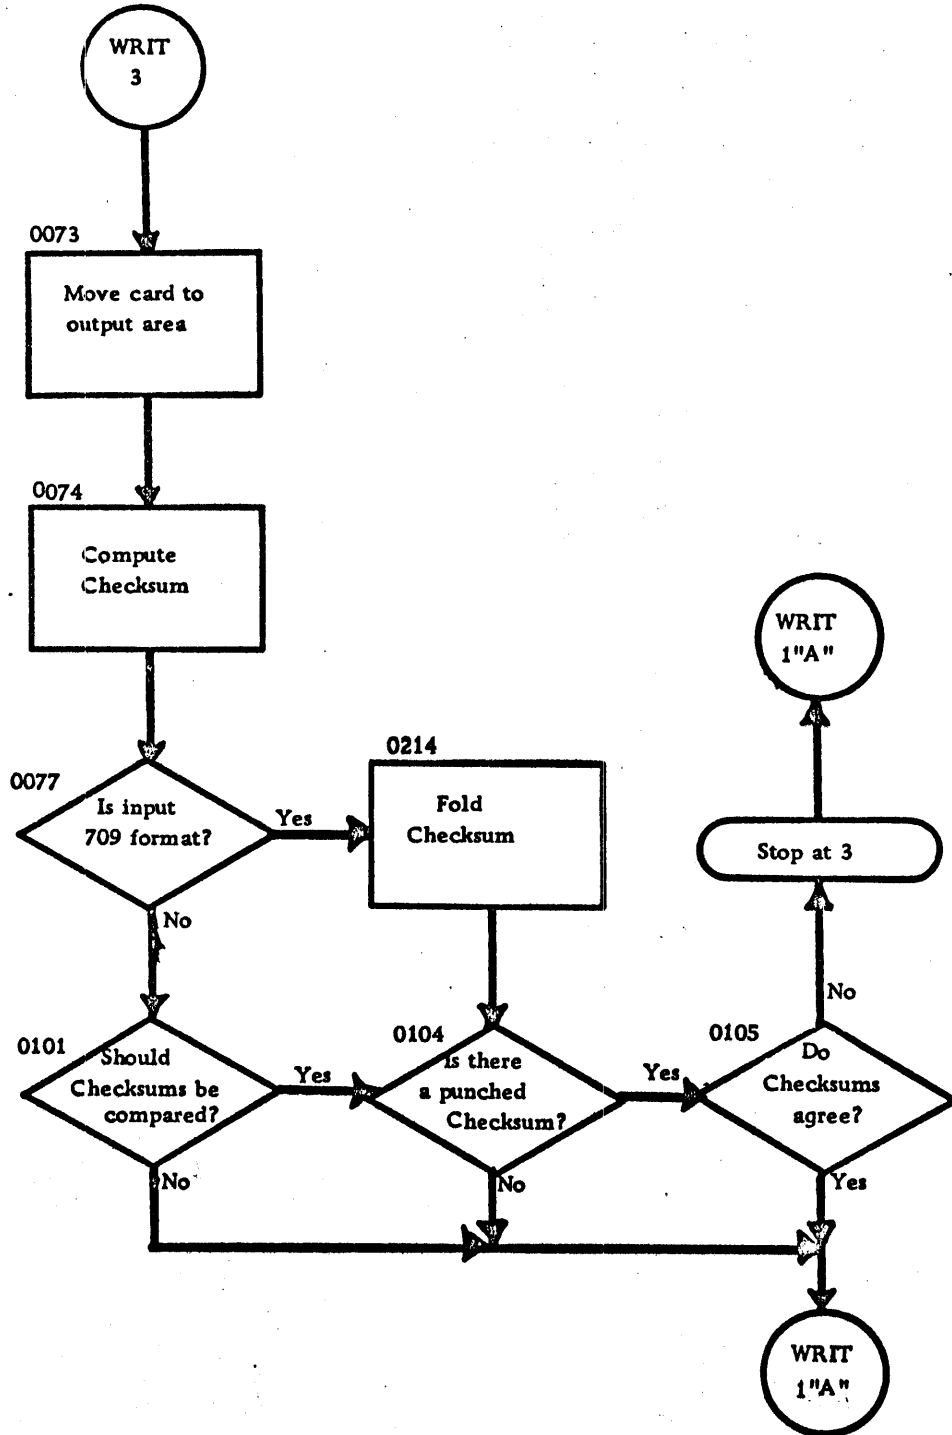 WRIT
3
0073
Move card to
output area
0074
Compute
Checksum
WRIT
1"A"
0077
Is input
709 format?
Yes
0214
Fold
Checksum
Stop at 3
No
No
0101
Should
Checksums be
compared?
Yes
0104
Is there
a punched
Checksum?
Yes
0105
Do
Checksums
agree?
No
No
Yes
WRIT
1"A"